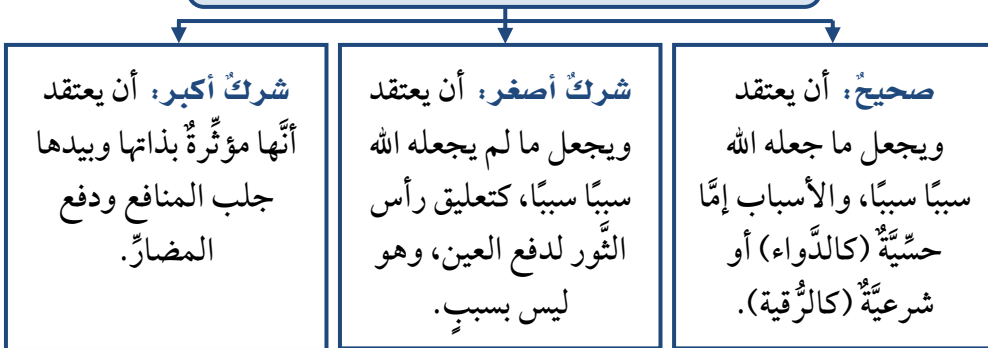 صحيحٌ: أن يعتقد
ويجعل ما جعله الله
سببًا سببًا، والأسباب إمَّا
حسِّيَّةٌ (كالدَّواء) أو
شرعيَّةٌ (كالرُّقية).
شركٌ أصغر: أن يعتقد
ويجعل ما لم يجعله الله
سببًا سببًا، كتعليق رأس
الثَّور لدفع العين، وهو
ليس بسببٍ.
شركٌ أكبر: أن يعتقد
أنَّها مؤثِّرةٌ بذاتها وبيدها
جلب المنافع ودفع
المضارِّ.